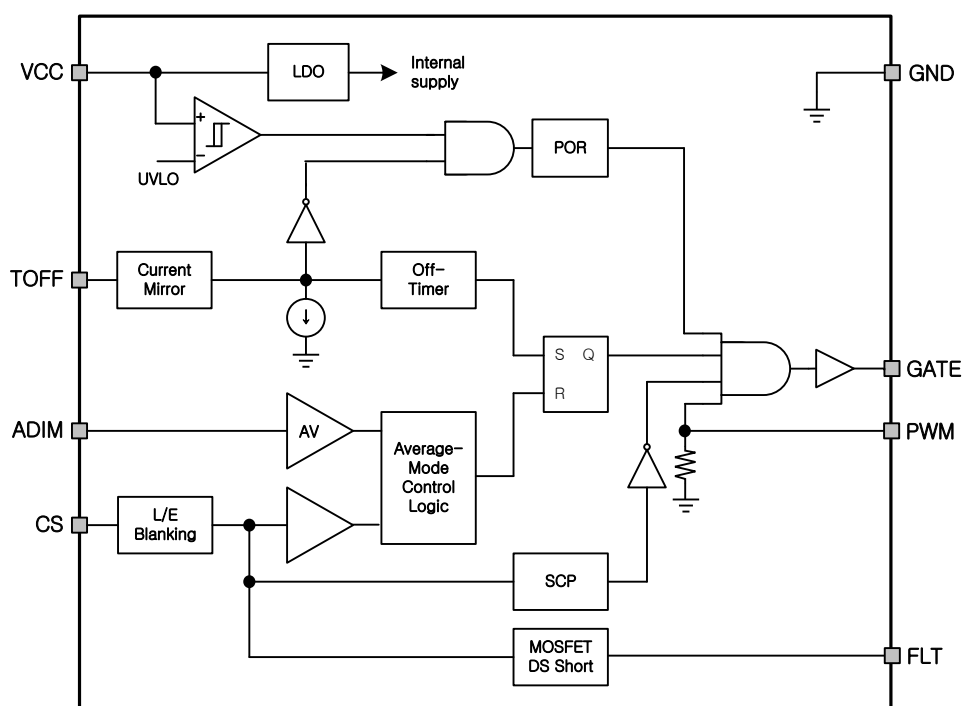 VCC
LDO
Internal
supply
GND
+
−
UVLO
POR
TOFF
Current
Mirror
Off-
Timer
↓
S Q
R
GATE
ADIM
AV
Average-
Mode
Control
Logic
PWM
CS
L/E
Blanking
SCP
MOSFET
DS Short
FLT